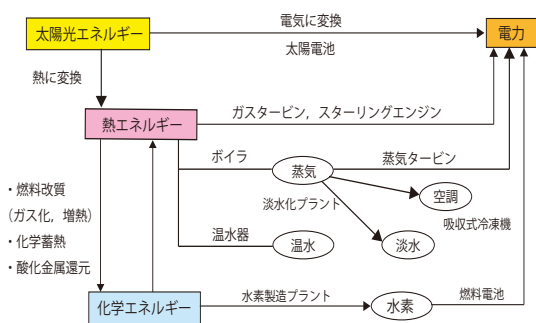 太陽光エネルギー
電気に変換
太陽電池
電力
熱に変換
熱エネルギー
ガスタービン，スターリングエンジン
ボイラ
蒸気
蒸気タービン
空調
吸収式冷凍機
淡水化プラント
淡水
温水器
温水
・燃料改質
（ガス化，増熱）
・化学蓄熱
・酸化金属還元
化学エネルギー
水素製造プラント
水素
燃料電池